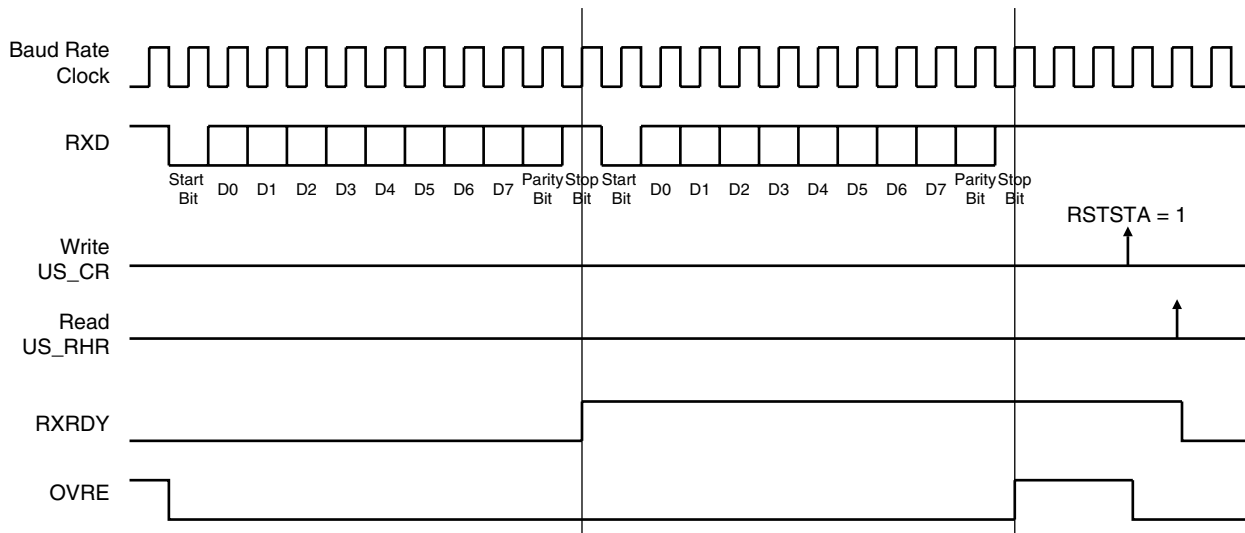 Baud Rate
Clock
RXD
Start
Bit
D0
D1
D2
D3
D4
D5
D6
D7
Parity
Bit
Stop
Bit
Start
Bit
D0
D1
D2
D3
D4
D5
D6
D7
Parity
Bit
Stop
Bit
RSTSTA = 1
Write
US_CR
Read
US_RHR
RXRDY
OVRE